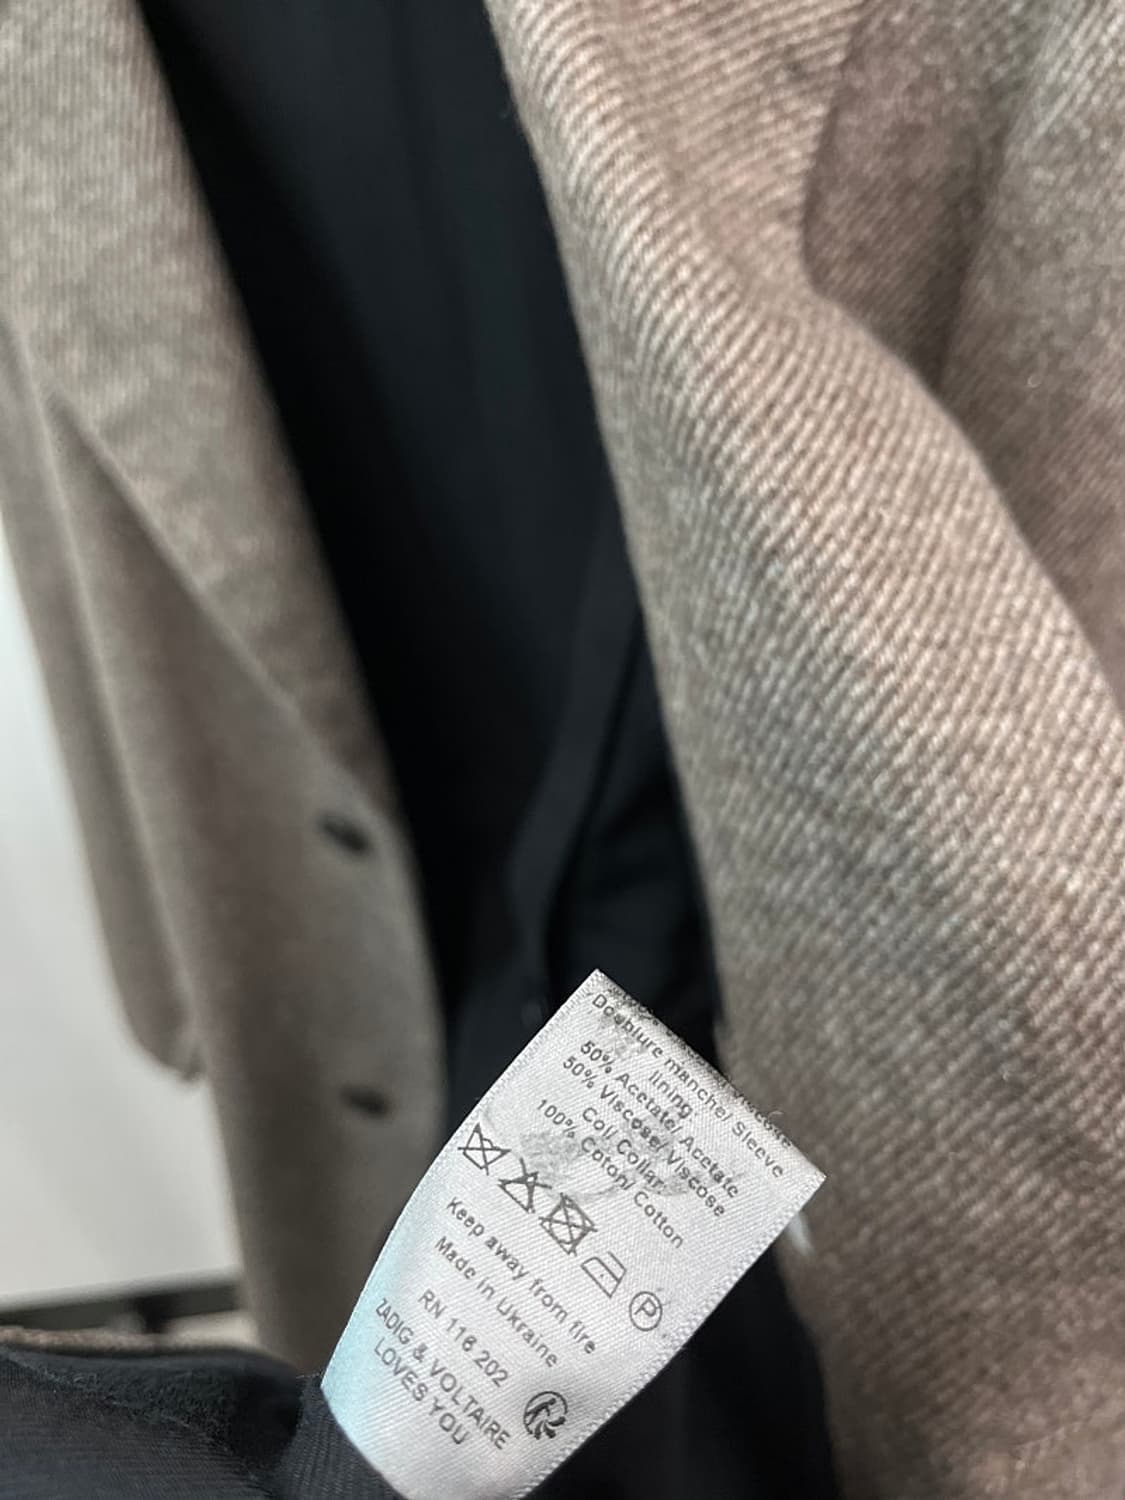 Doublure manche/ Sleeve
lining
50% Acetate/ Acetate
50% Viscose/ Viscose
Col/ Collar
100% Coton/ Cotton
P
Keep away from fire
Made in Ukraine
RN 116 202
ZADIG & VOLTAIRE
LOVES YOU